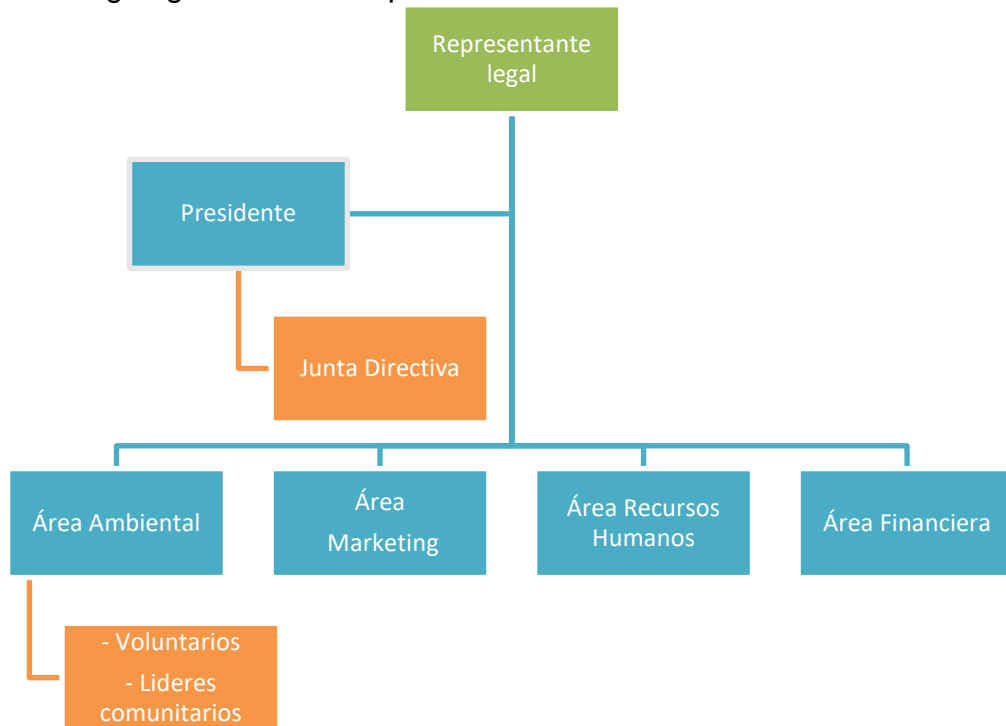 Representante
legal
Presidente
Junta Directiva
Área Ambiental
Área
Marketing
Área Recursos
Humanos
Área Financiera
- Voluntarios
- Lideres
comunitarios